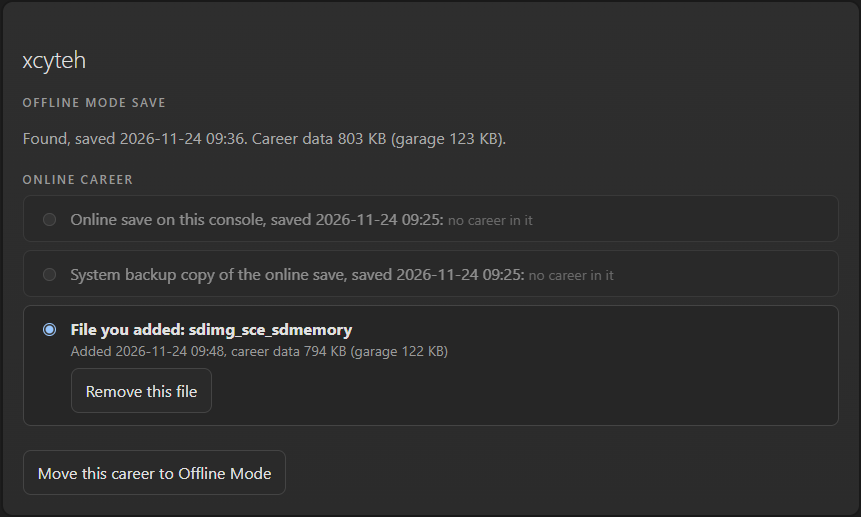 xcyteh
OFFLINE MODE SAVE
Found, saved 2026-11-24 09:36. Career data 803 KB (garage 123 KB).
ONLINE CAREER
Online save on this console, saved 2026-11-24 09:25: no career in it
System backup copy of the online save, saved 2026-11-24 09:25: no career in it
File you added: sdimg_sce_sdmemory
Added 2026-11-24 09:48, career data 794 KB (garage 122 KB)
Remove this file
Move this career to Offline Mode